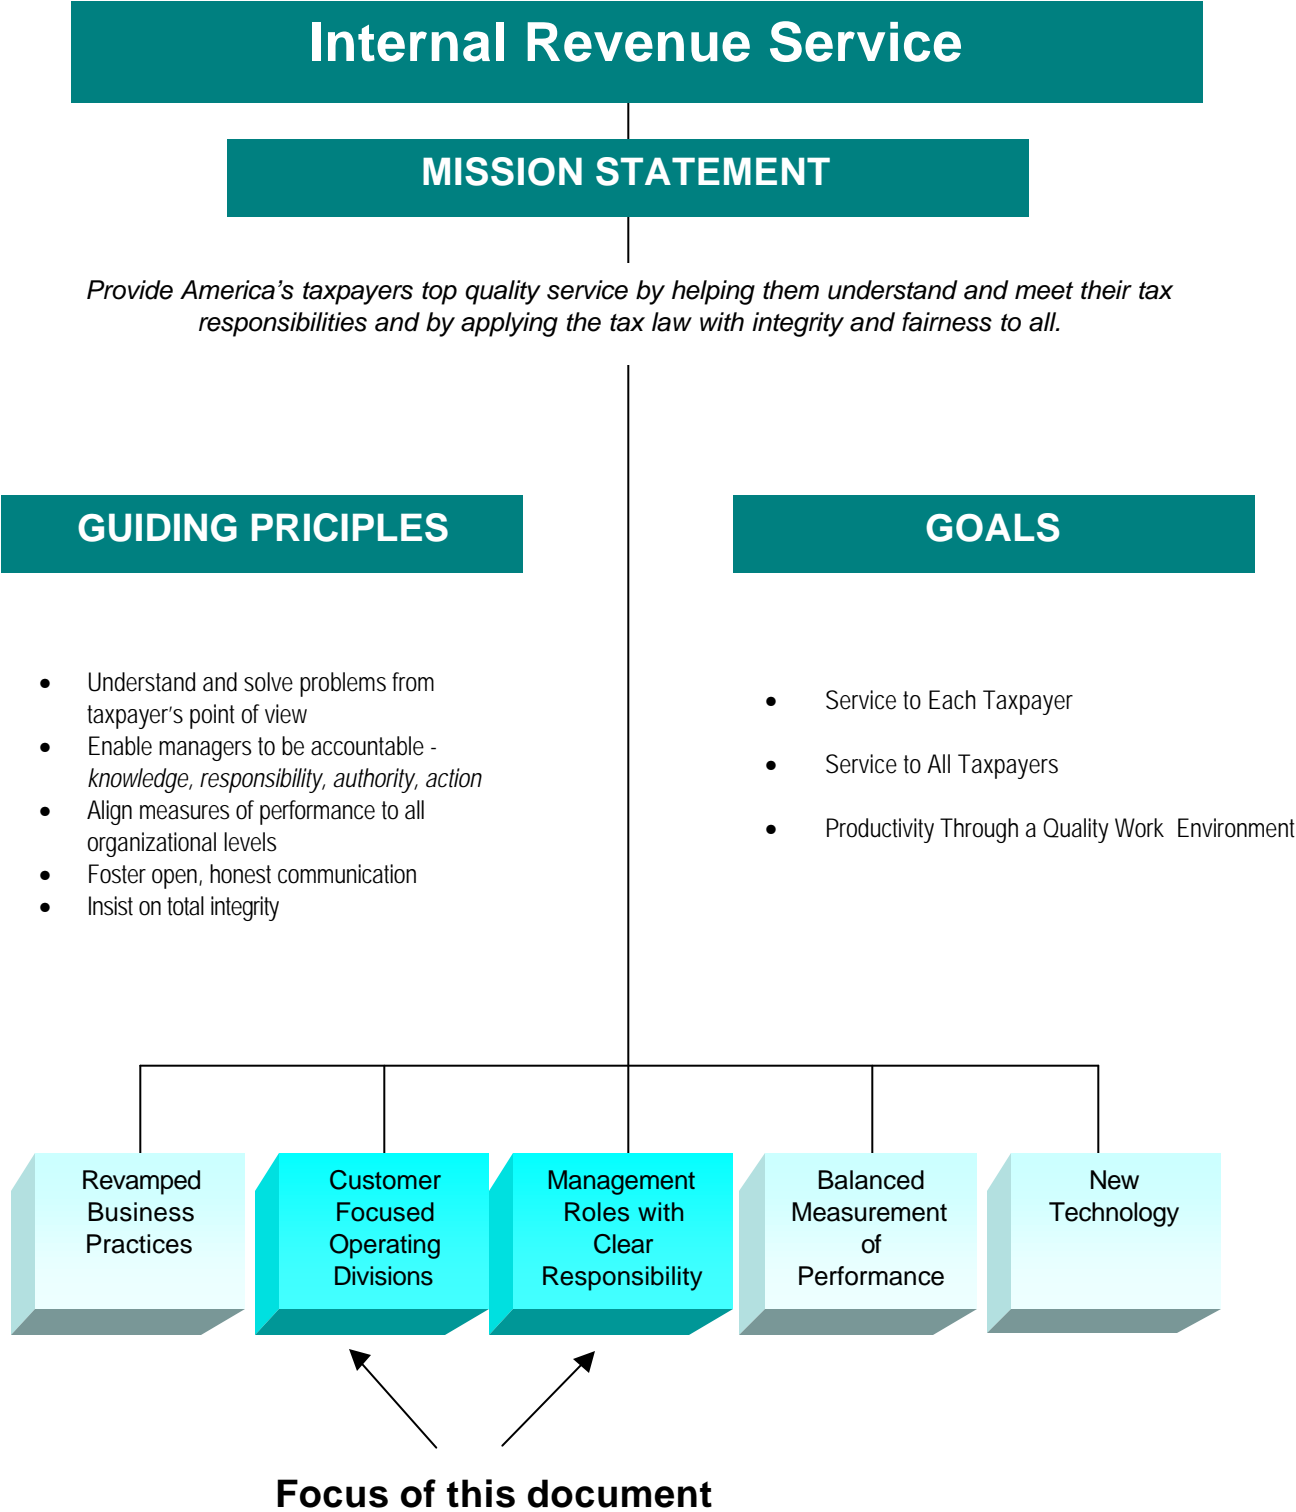 Internal Revenue Service
MISSION STATEMENT
Provide America's taxpayers top quality service by helping them understand and meet their tax
responsibilities and by applying the tax law with integrity and fairness to all.
GUIDING PRICIPLES
• Understand and solve problems from
taxpayer's point of view
• Enable managers to be accountable -
knowledge, responsibility, authority, action
• Align measures of performance to all
organizational levels
• Foster open, honest communication
• Insist on total integrity
GOALS
• Service to Each Taxpayer
• Service to All Taxpayers
• Productivity Through a Quality Work Environment
Revamped
Business
Practices
Customer
Focused
Operating
Divisions
Management
Roles with
Clear
Responsibility
Balanced
Measurement
of
Performance
New
Technology
Focus of this document